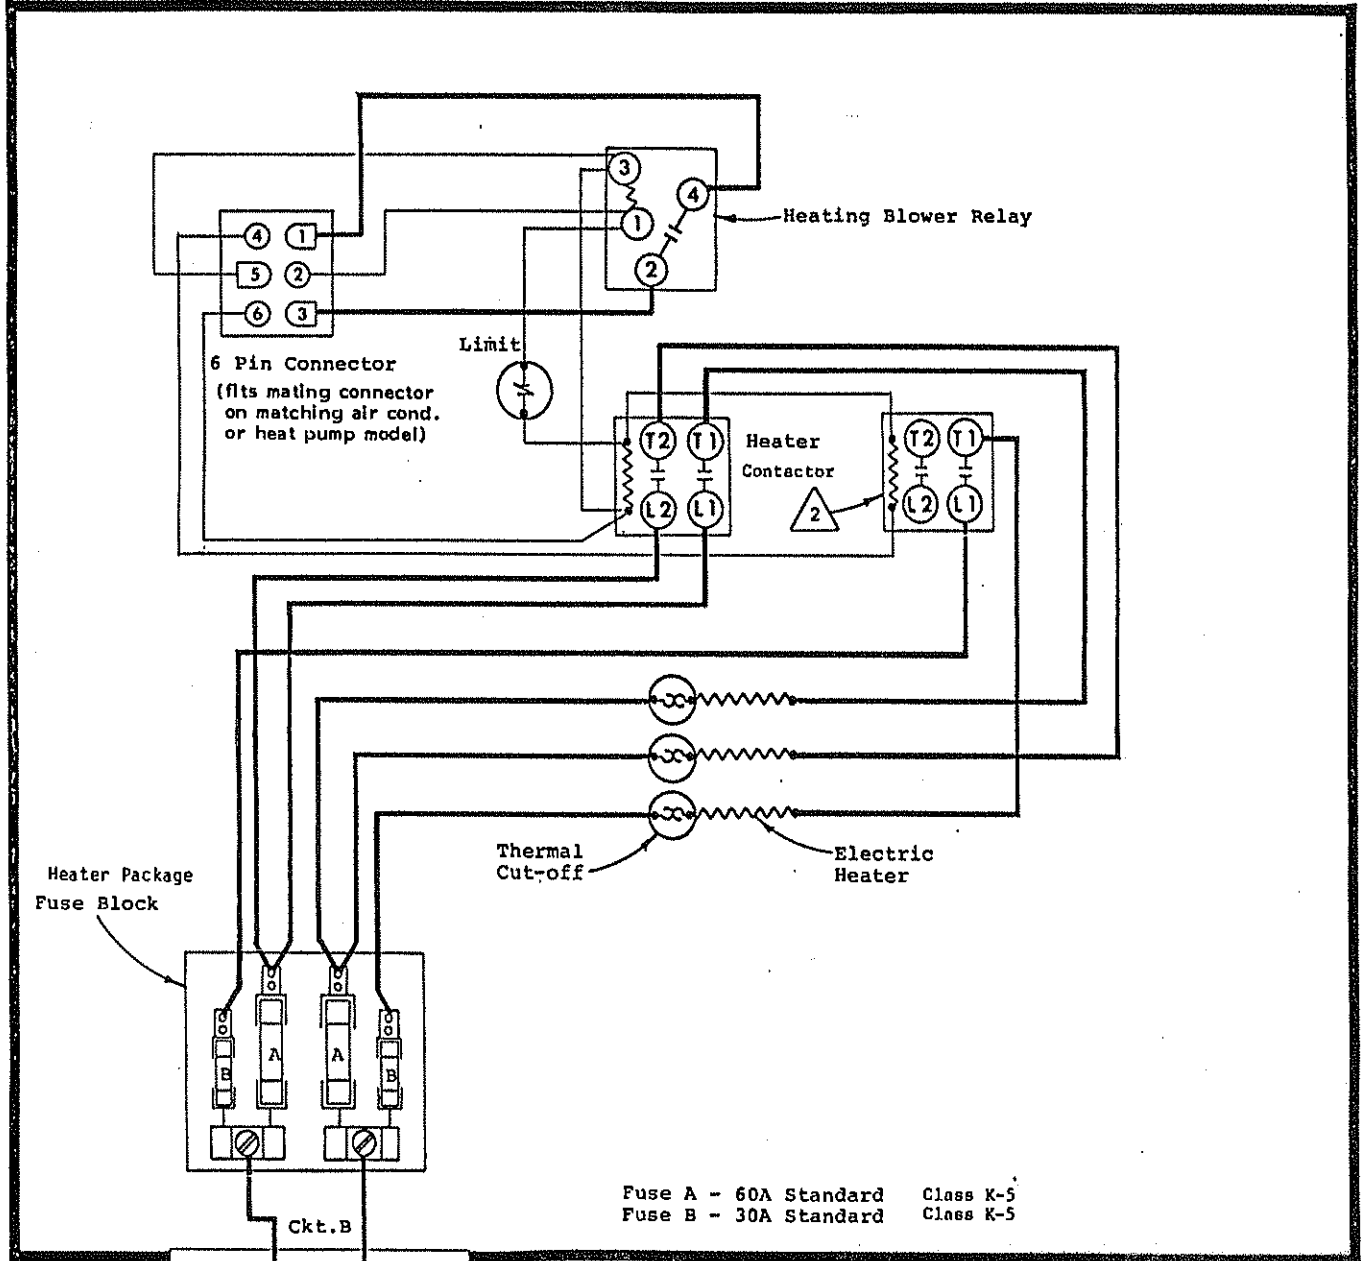 3
4
1
2
Heating Blower Relay
4 1
5 2
6 3
6 Pin Connector
(fits mating connector
on matching air cond.
or heat pump model)
Limit
T2 T1
L2 L1
Heater
Contactor
2
T2 T1
L2 L1
Thermal
Cut-off
Electric
Heater
Heater Package
Fuse Block
B A A B
Ckt.B
Fuse A - 60A Standard Class K-5
Fuse B - 30A Standard Class K-5